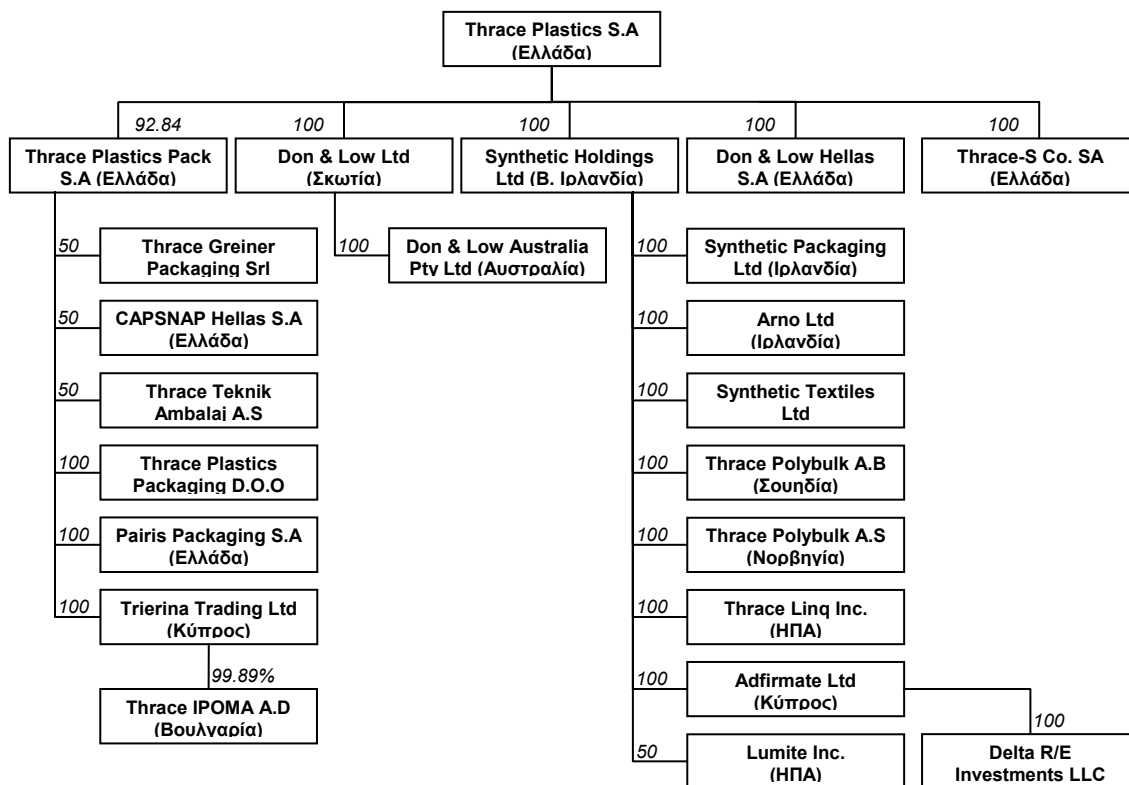 Thrace Plastics S.A
(Ελλάδα)
92.84
100
100
100
100
Thrace Plastics Pack
S.A (Ελλάδα)
Don & Low Ltd
(Σκωτία)
Synthetic Holdings
Ltd (Β. Ιρλανδία)
Don & Low Hellas
S.A (Ελλάδα)
Thrace-S Co. SA
(Ελλάδα)
50
Thrace Greiner
Packaging Srl
100
Don & Low Australia
Pty Ltd (Αυστραλία)
100
Synthetic Packaging
Ltd (Ιρλανδία)
50
CAPSNAP Hellas S.A
(Ελλάδα)
100
Arno Ltd
(Ιρλανδία)
50
Thrace Teknik
Ambalaj A.S
100
Synthetic Textiles
Ltd
100
Thrace Plastics
Packaging D.O.O
100
Thrace Polybulk A.B
(Σουηδία)
100
Pairis Packaging S.A
(Ελλάδα)
100
Thrace Polybulk A.S
(Νορβηγία)
100
Trierina Trading Ltd
(Κύπρος)
100
Thrace Linq Inc.
(ΗΠΑ)
99.89%
Thrace IPOMA A.D
(Βουλγαρία)
100
Adfirmate Ltd
(Κύπρος)
100
50
Lumite Inc.
(ΗΠΑ)
Delta R/E
Investments LLC